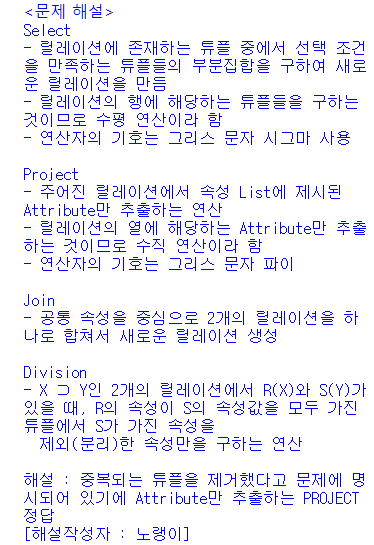 <문제 해설>
Select
- 릴레이션에 존재하는 튜플 중에서 선택 조건
을 만족하는 튜플들의 부분집합을 구하여 새로
운 릴레이션을 만듬
- 릴레이션의 행에 해당하는 튜플들을 구하는
것이므로 수평 연산이라 함
- 연산자의 기호는 그리스 문자 시그마 사용

Project
- 주어진 릴레이션에서 속성 List에 제시된
Attribute만 추출하는 연산
- 릴레이션의 열에 해당하는 Attribute만 추출
하는 것이므로 수직 연산이라 함
- 연산자의 기호는 그리스 문자 파이

Join
- 공통 속성을 중심으로 2개의 릴레이션을 하
나로 합쳐서 새로운 릴레이션 생성

Division
- X ⊃ Y인 2개의 릴레이션에서 R(X)와 S(Y)가
있을 때, R의 속성이 S의 속성값을 모두 가진
튜플에서 S가 가진 속성을
제외(분리)한 속성만을 구하는 연산

해설 : 중복되는 튜플을 제거했다고 문제에 명
시되어 있기에 Attribute만 추출하는 PROJECT
정답
[해설작성자 : 노랭이]